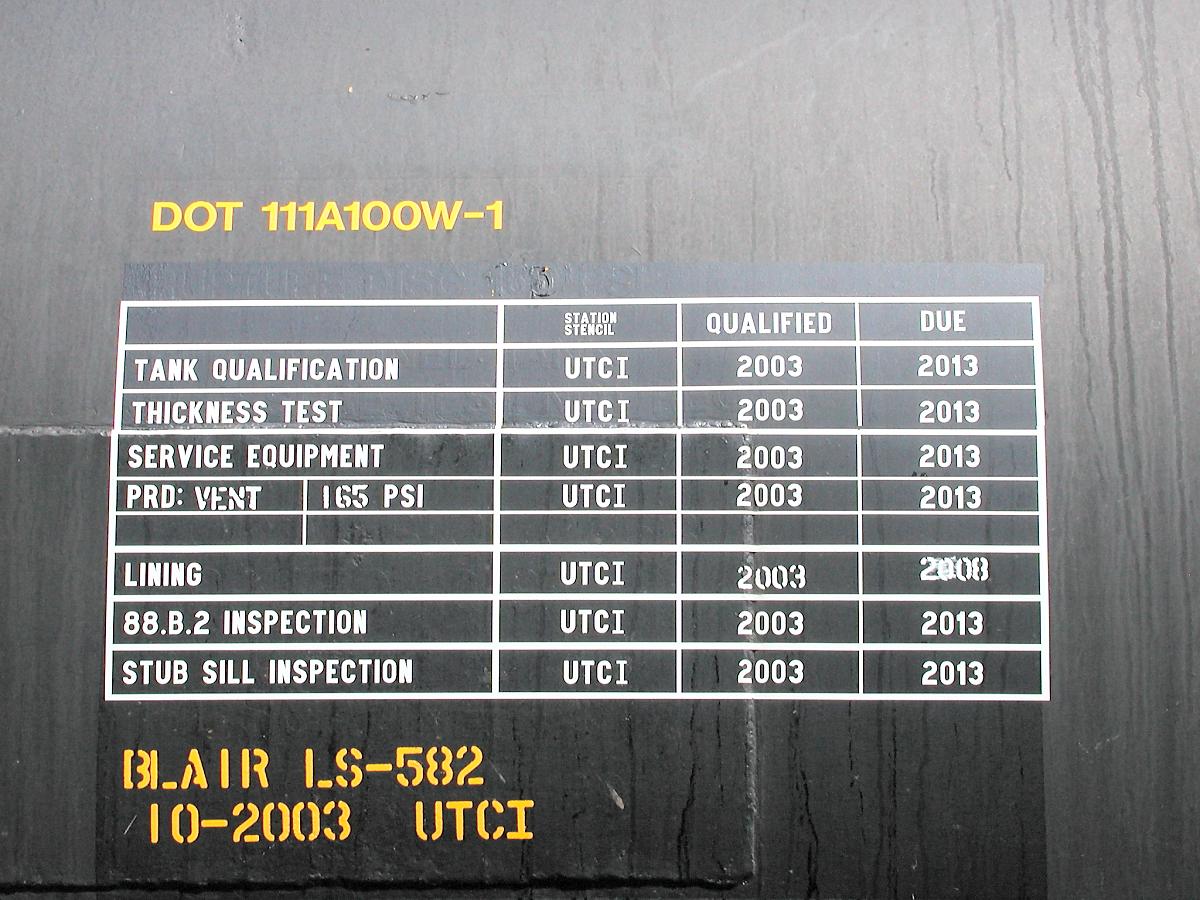 DOT 111A100W-1
STATION STENCIL QUALIFIED DUE
TANK QUALIFICATION UTCI 2003 2013
THICKNESS TEST UTCI 2003 2013
SERVICE EQUIPMENT UTCI 2003 2013
PRD: VENT 165 PSI UTCI 2003 2013
LINING UTCI 2003 2008
88.B.2 INSPECTION UTCI 2003 2013
STUB SILL INSPECTION UTCI 2003 2013
BLAIR LS-582
10-2003 UTCI